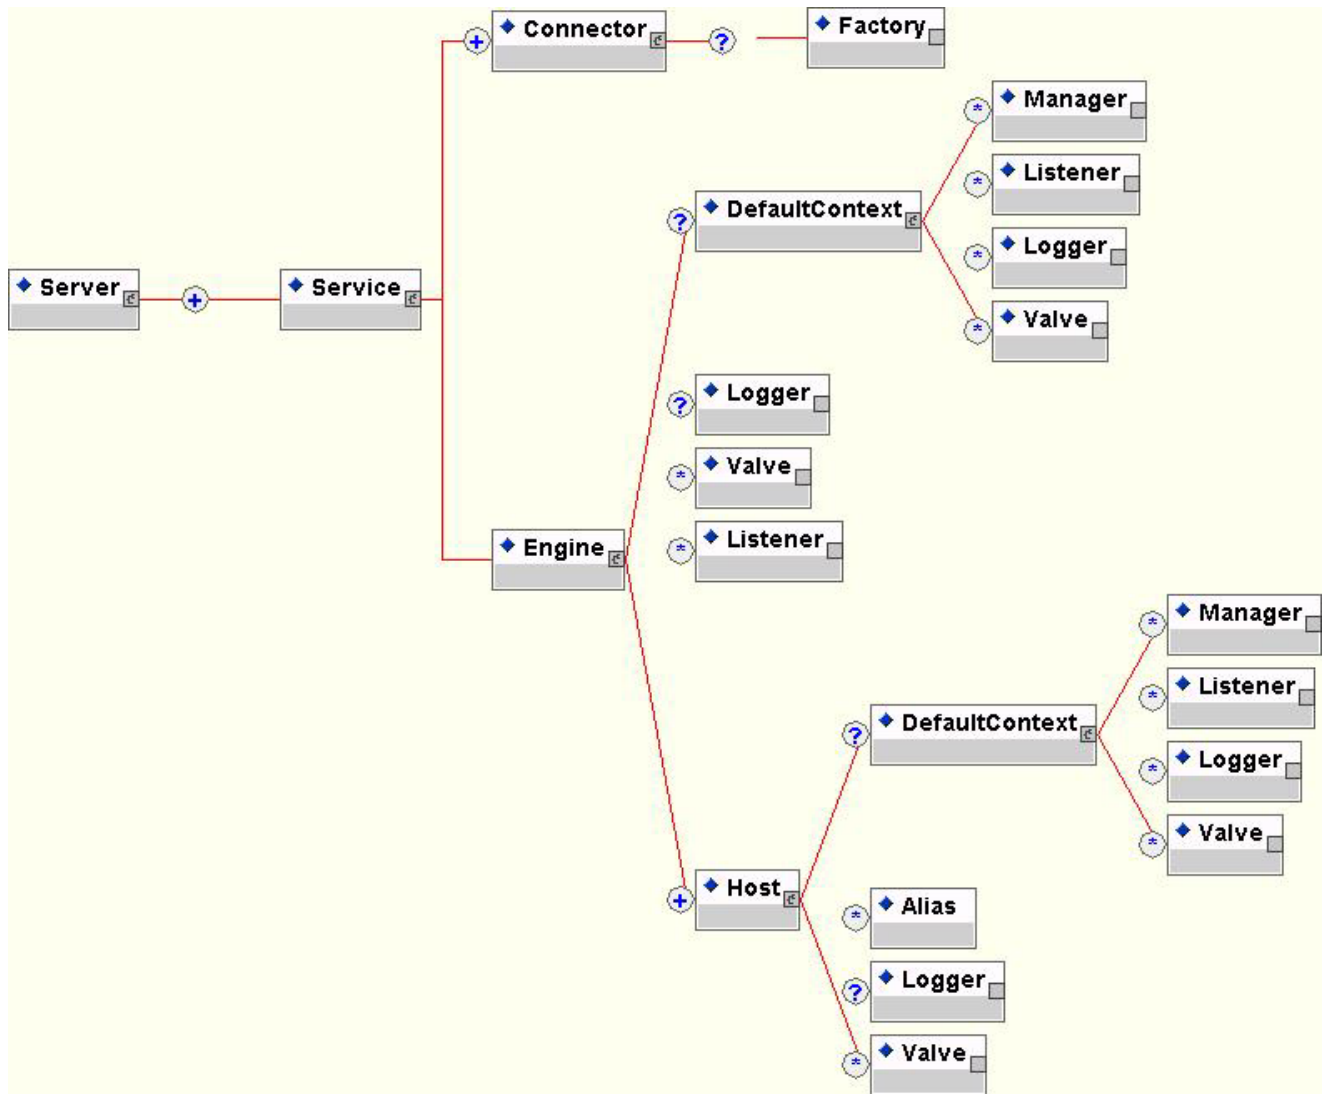 Connector
Factory
Manager
Listener
DefaultContext
Logger
Server
Service
Valve
Logger
Valve
Listener
Engine
Manager
Listener
DefaultContext
Logger
Valve
Host
Alias
Logger
Valve